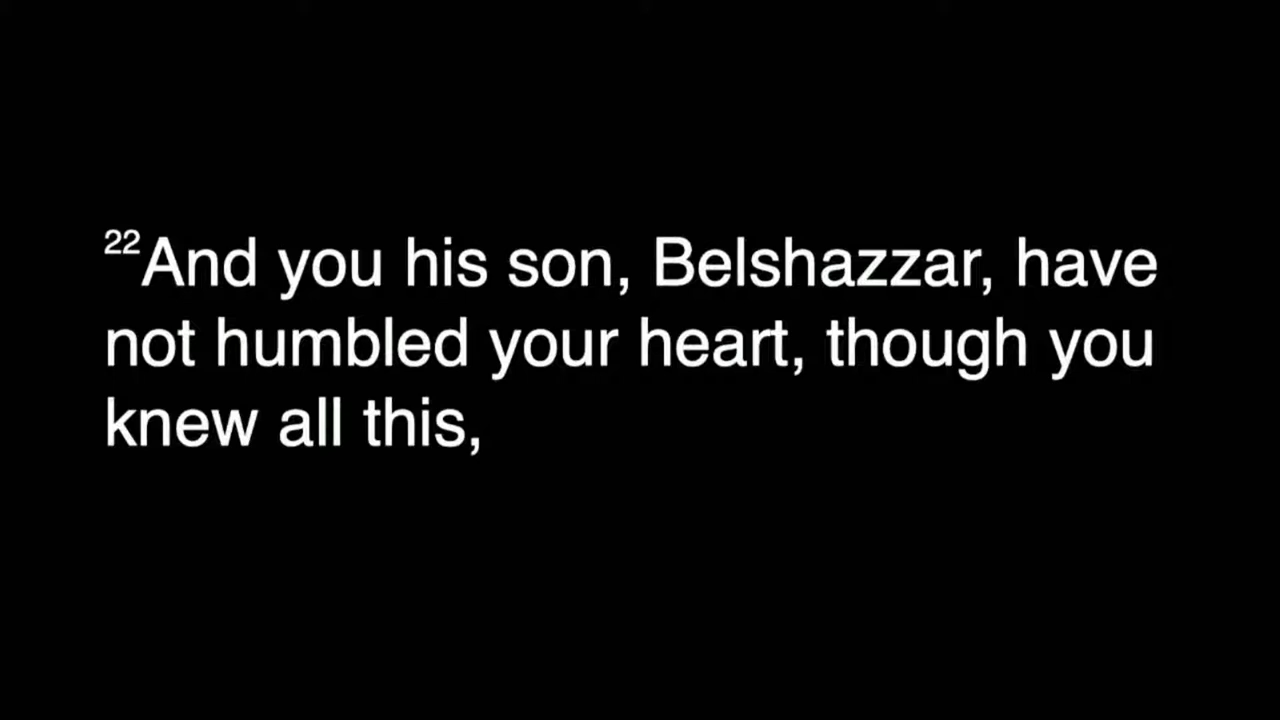 22And you his son, Belshazzar, have
not humbled your heart, though you
knew all this,